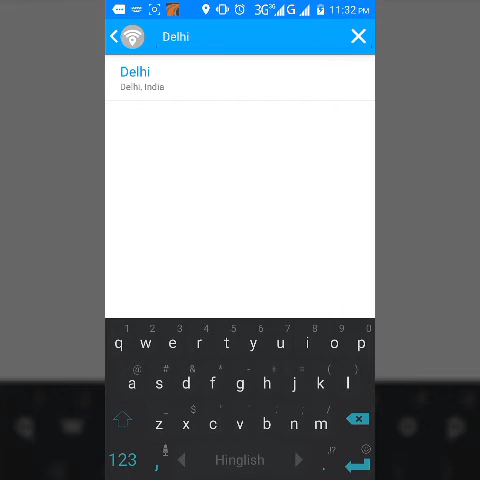 3G 3G G 11:32 PM
Delhi
Delhi
Delhi, India
1 2 3 4 5 6 7 8 9 0
q w e r t y u i o p
@ # & * - + = ( )
a s d f g h j k l
_ $ " ' : ; /
z x c v b n m
123 , Hinglish . ,!?